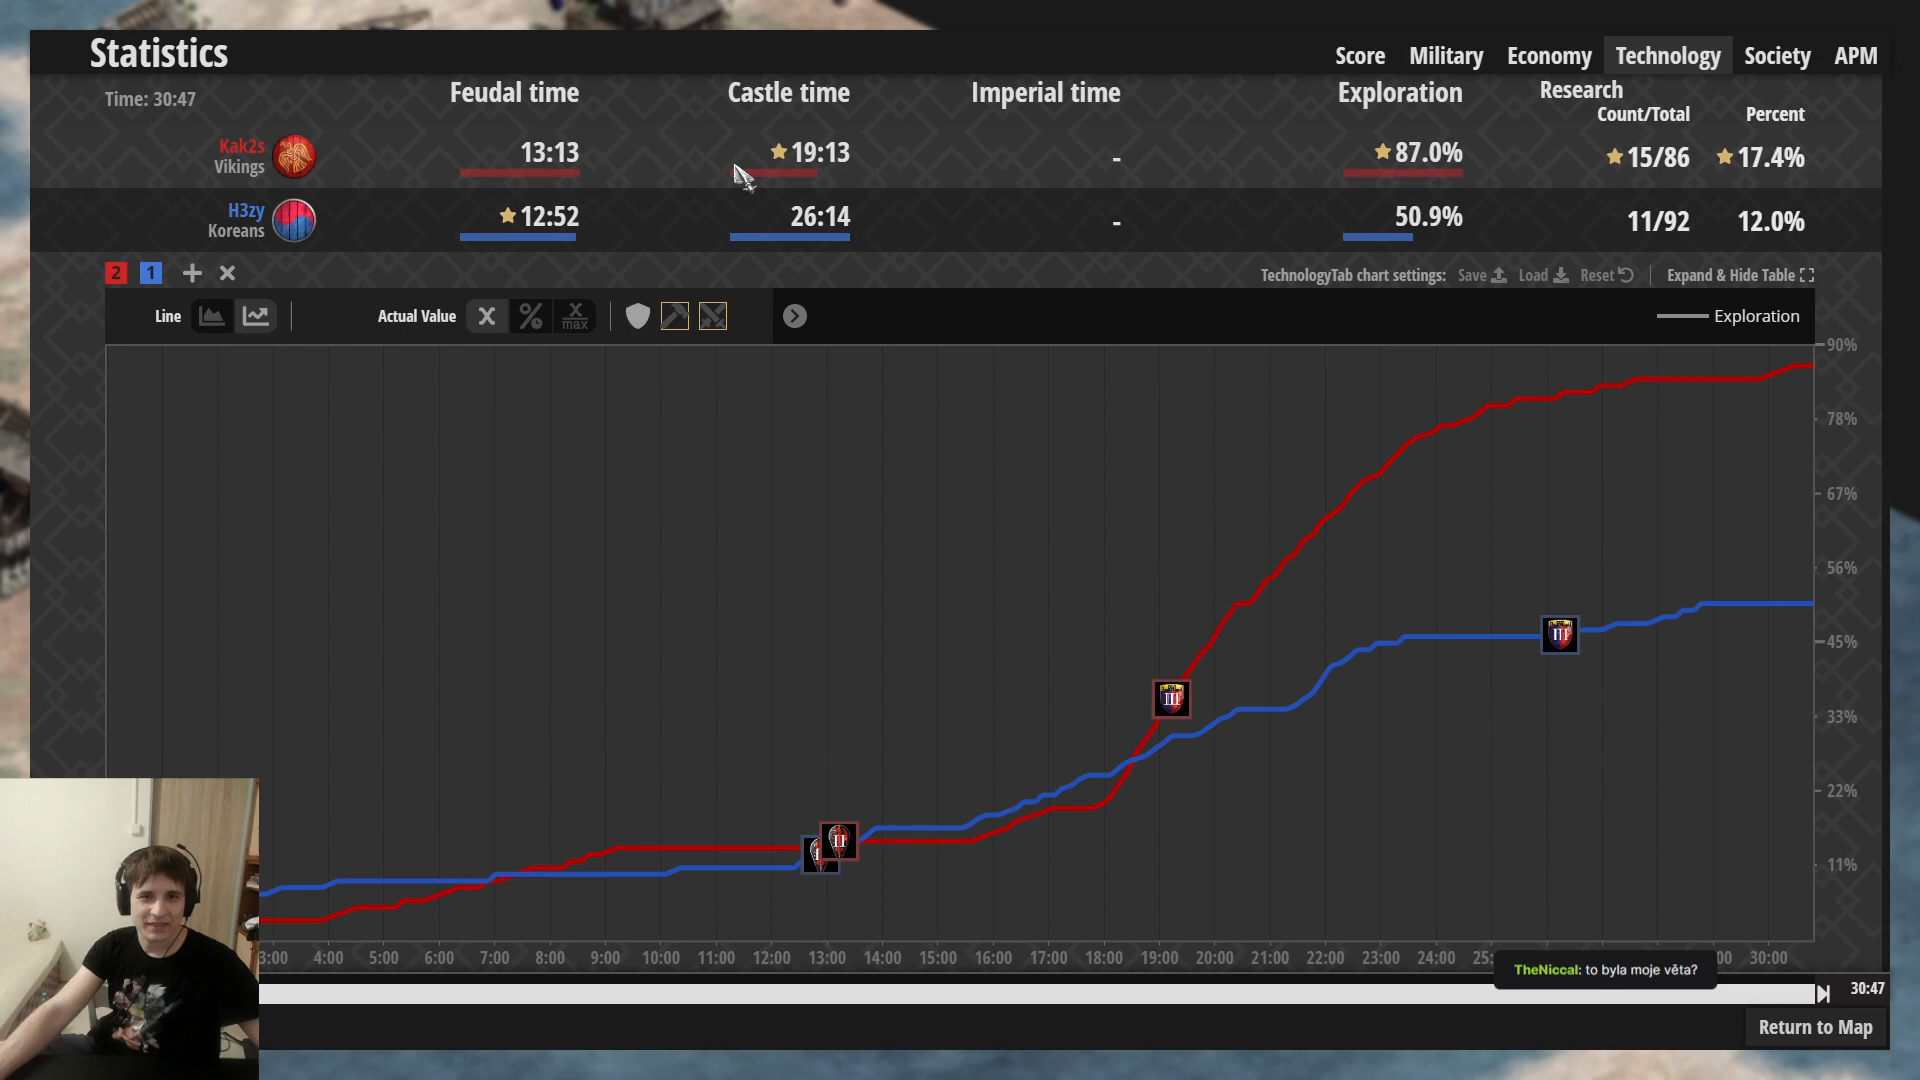 Statistics
Score Military Economy Technology Society APM
Time: 30:47
Feudal time Castle time Imperial time Exploration Research
Count/Total Percent
Kak2s
Vikings
13:13 19:13 - 87.0% 15/86 17.4%
H3zy
Koreans
12:52 26:14 - 50.9% 11/92 12.0%
2 1
TechnologyTab chart settings: Save Load Reset Expand & Hide Table
Line Actual Value X % X max
Exploration
90%
78%
67%
56%
45%
33%
22%
11%
III
III
II
3:00 4:00 5:00 6:00 7:00 8:00 9:00 10:00 11:00 12:00 13:00 14:00 15:00 16:00 17:00 18:00 19:00 20:00 21:00 22:00 23:00 24:00 25: 00 30:00
TheNiccal: to byla moje věta?
30:47
Return to Map